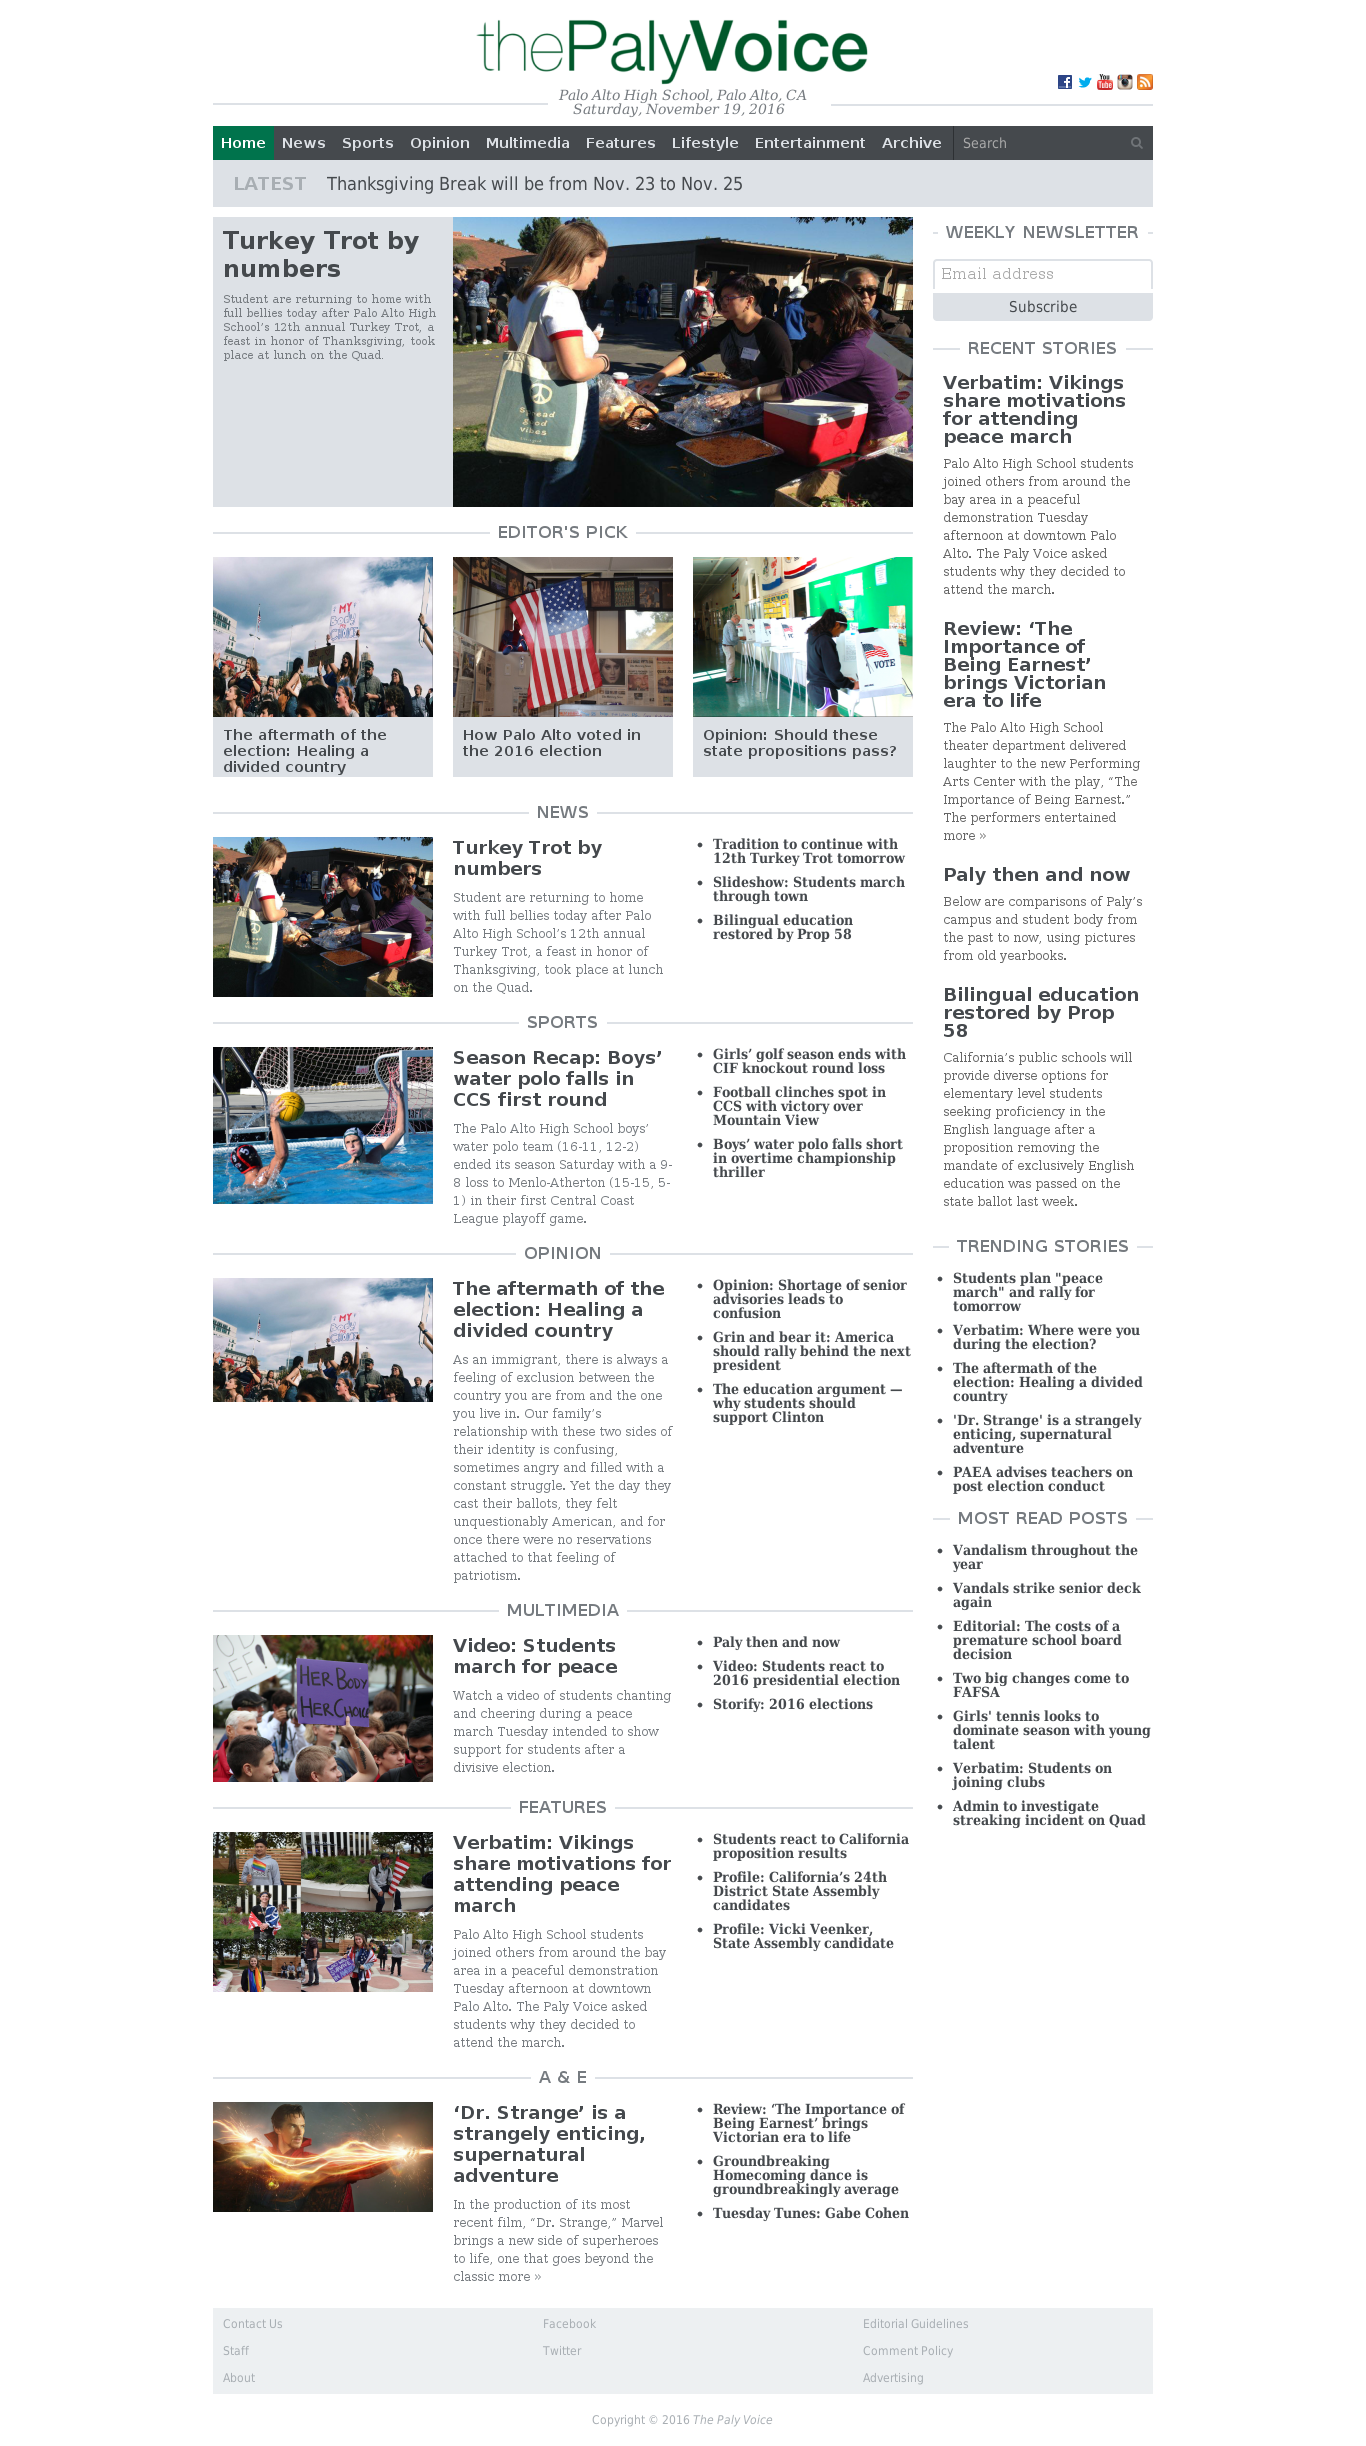 thePalyVoice
Palo Alto High School, Palo Alto, CA
Saturday, November 19, 2016
Home News Sports Opinion Multimedia Features Lifestyle Entertainment Archive Search
LATEST Thanksgiving Break will be from Nov. 23 to Nov. 25
Turkey Trot by
numbers
Student are returning to home with
full bellies today after Palo Alto High
School’s 12th annual Turkey Trot, a
feast in honor of Thanksgiving, took
place at lunch on the Quad.
Spread
good
vibes
EDITOR'S PICK
MY
BODY
MY
CHOICE
VOTE
The aftermath of the
election: Healing a
divided country
How Palo Alto voted in
the 2016 election
Opinion: Should these
state propositions pass?
NEWS
Turkey Trot by
numbers
Student are returning to home
with full bellies today after Palo
Alto High School’s 12th annual
Turkey Trot, a feast in honor of
Thanksgiving, took place at lunch
on the Quad.
• Tradition to continue with
12th Turkey Trot tomorrow
• Slideshow: Students march
through town
• Bilingual education
restored by Prop 58
SPORTS
Season Recap: Boys’
water polo falls in
CCS first round
The Palo Alto High School boys’
water polo team (16-11, 12-2)
ended its season Saturday with a 9-
8 loss to Menlo-Atherton (15-15, 5-
1) in their first Central Coast
League playoff game.
• Girls’ golf season ends with
CIF knockout round loss
• Football clinches spot in
CCS with victory over
Mountain View
• Boys’ water polo falls short
in overtime championship
thriller
OPINION
The aftermath of the
election: Healing a
divided country
As an immigrant, there is always a
feeling of exclusion between the
country you are from and the one
you live in. Our family’s
relationship with these two sides of
their identity is confusing,
sometimes angry and filled with a
constant struggle. Yet the day they
cast their ballots, they felt
unquestionably American, and for
once there were no reservations
attached to that feeling of
patriotism.
• Opinion: Shortage of senior
advisories leads to
confusion
• Grin and bear it: America
should rally behind the next
president
• The education argument —
why students should
support Clinton
MULTIMEDIA
HER BODY
HER CHOICE
Video: Students
march for peace
Watch a video of students chanting
and cheering during a peace
march Tuesday intended to show
support for students after a
divisive election.
• Paly then and now
• Video: Students react to
2016 presidential election
• Storify: 2016 elections
FEATURES
Verbatim: Vikings
share motivations for
attending peace
march
Palo Alto High School students
joined others from around the bay
area in a peaceful demonstration
Tuesday afternoon at downtown
Palo Alto. The Paly Voice asked
students why they decided to
attend the march.
• Students react to California
proposition results
• Profile: California’s 24th
District State Assembly
candidates
• Profile: Vicki Veenker,
State Assembly candidate
A & E
‘Dr. Strange’ is a
strangely enticing,
supernatural
adventure
In the production of its most
recent film, “Dr. Strange,” Marvel
brings a new side of superheroes
to life, one that goes beyond the
classic more »
• Review: ‘The Importance of
Being Earnest’ brings
Victorian era to life
• Groundbreaking
Homecoming dance is
groundbreakingly average
• Tuesday Tunes: Gabe Cohen
WEEKLY NEWSLETTER
Email address
Subscribe
RECENT STORIES
Verbatim: Vikings
share motivations
for attending
peace march
Palo Alto High School students
joined others from around the
bay area in a peaceful
demonstration Tuesday
afternoon at downtown Palo
Alto. The Paly Voice asked
students why they decided to
attend the march.
Review: ‘The
Importance of
Being Earnest’
brings Victorian
era to life
The Palo Alto High School
theater department delivered
laughter to the new Performing
Arts Center with the play, “The
Importance of Being Earnest.”
The performers entertained
more »
Paly then and now
Below are comparisons of Paly’s
campus and student body from
the past to now, using pictures
from old yearbooks.
Bilingual education
restored by Prop
58
California’s public schools will
provide diverse options for
elementary level students
seeking proficiency in the
English language after a
proposition removing the
mandate of exclusively English
education was passed on the
state ballot last week.
TRENDING STORIES
• Students plan "peace
march" and rally for
tomorrow
• Verbatim: Where were you
during the election?
• The aftermath of the
election: Healing a divided
country
• 'Dr. Strange' is a strangely
enticing, supernatural
adventure
• PAEA advises teachers on
post election conduct
MOST READ POSTS
• Vandalism throughout the
year
• Vandals strike senior deck
again
• Editorial: The costs of a
premature school board
decision
• Two big changes come to
FAFSA
• Girls' tennis looks to
dominate season with young
talent
• Verbatim: Students on
joining clubs
• Admin to investigate
streaking incident on Quad
Contact Us Facebook Editorial Guidelines
Staff Twitter Comment Policy
About Advertising
Copyright © 2016 The Paly Voice